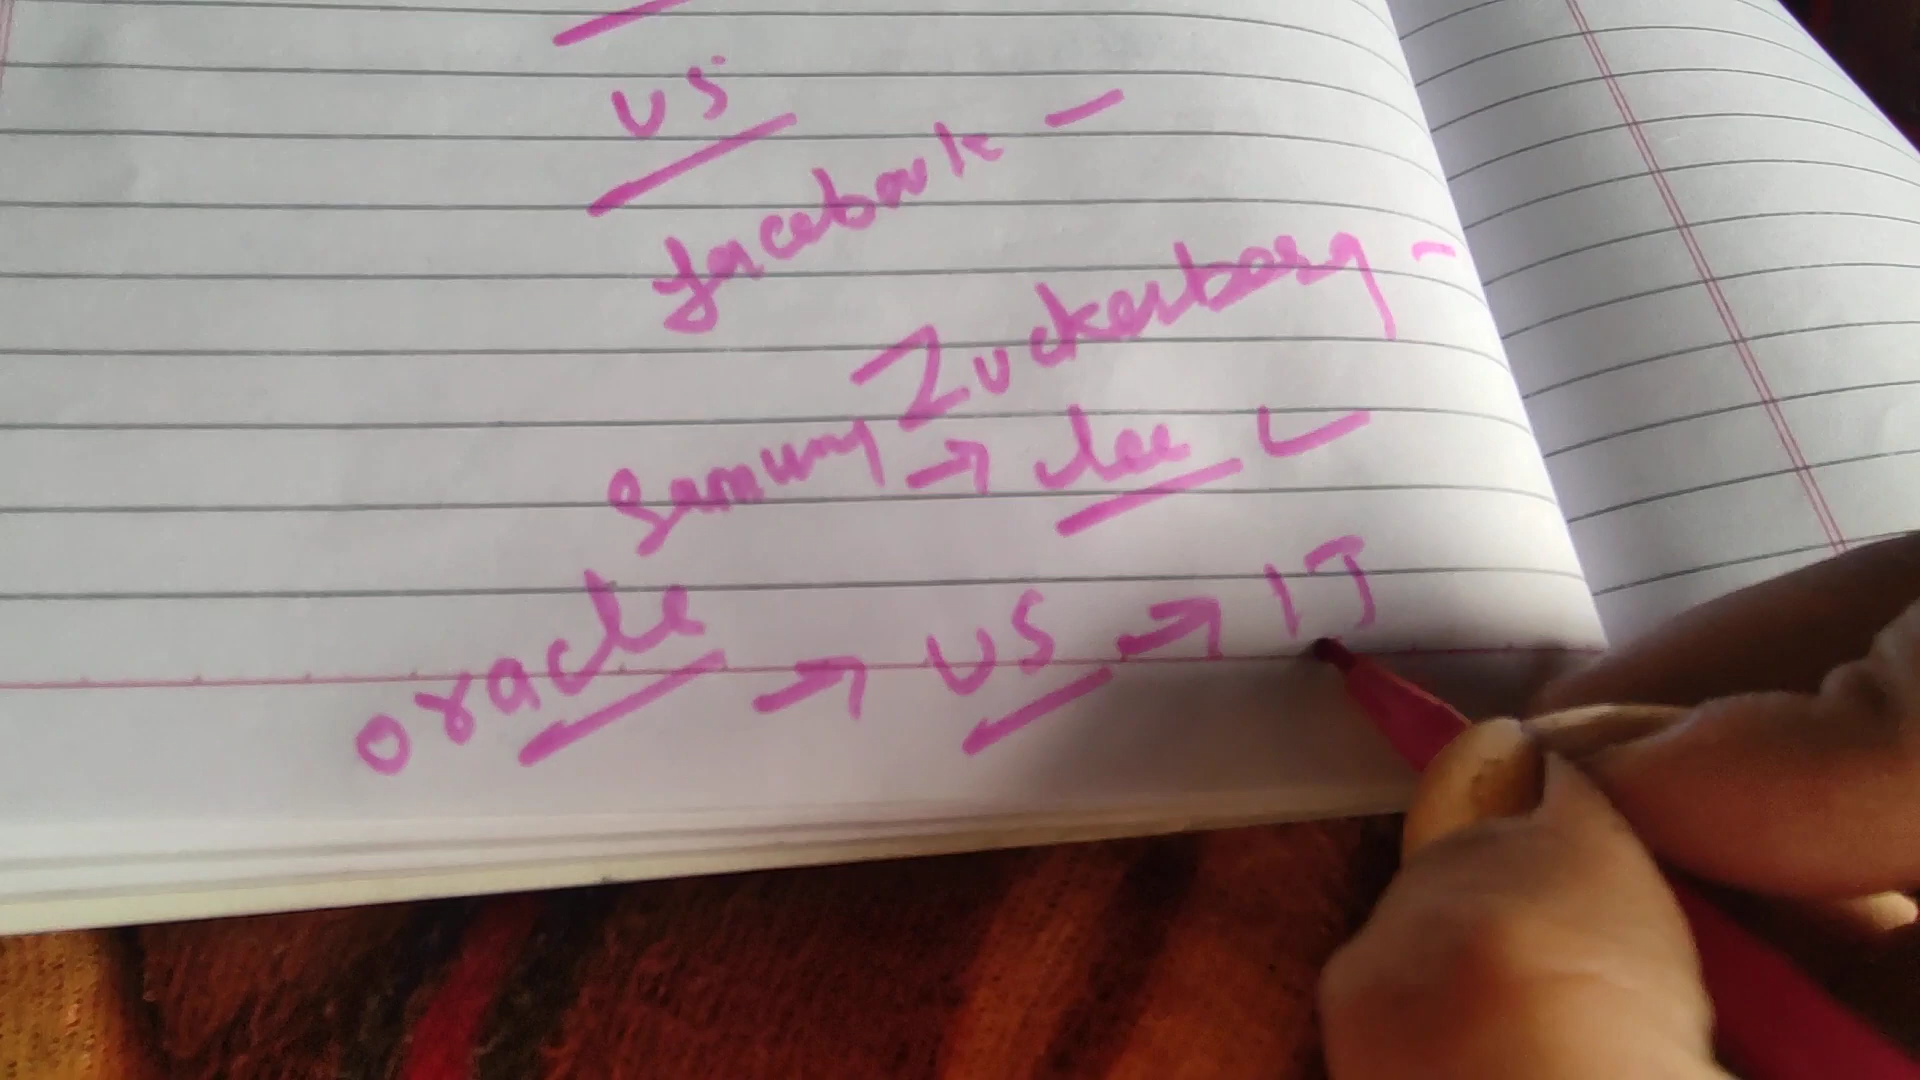 US
facebook -
Zuckerberg -
Samsung → Lee
oracle → US → IT